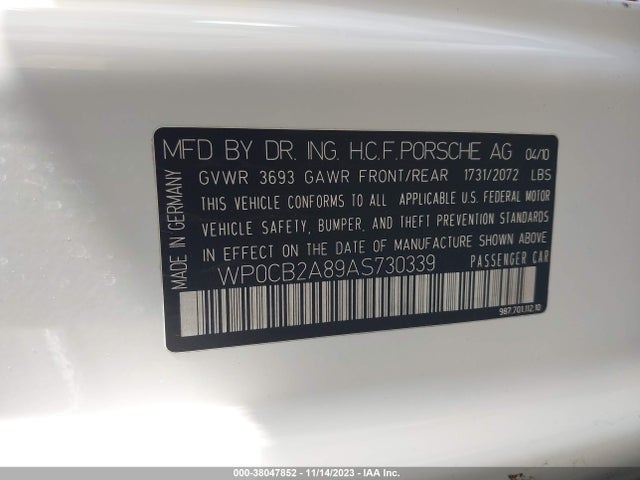 MFD BY DR. ING. H.C.F. PORSCHE AG 04/10
GVWR 3693 GAWR FRONT/REAR 1731/2072 LBS
THIS VEHICLE CONFORMS TO ALL APPLICABLE U.S. FEDERAL MOTOR
VEHICLE SAFETY, BUMPER, AND THEFT PREVENTION STANDARDS
IN EFFECT ON THE DATE OF MANUFACTURE SHOWN ABOVE
WP0CB2A89AS730339 PASSENGER CAR
987.701.112.10
MADE IN GERMANY
IAA - 38047852 - 11/14/2023 - IAAI.COM